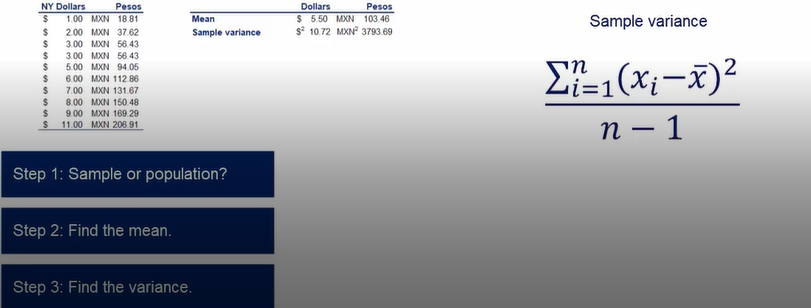 NY Dollars Pesos
$ 1.00 MXN 18.81
$ 2.00 MXN 37.62
$ 3.00 MXN 56.43
$ 3.00 MXN 56.43
$ 5.00 MXN 94.05
$ 6.00 MXN 112.86
$ 7.00 MXN 131.67
$ 8.00 MXN 150.48
$ 9.00 MXN 169.29
$ 11.00 MXN 206.91
Dollars Pesos
Mean $ 5.50 MXN 103.46
Sample variance $² 10.72 MXN² 3793.69
Sample variance
∑ⁿᵢ₌₁(xᵢ−x̄)²
n − 1
Step 1: Sample or population?
Step 2: Find the mean.
Step 3: Find the variance.